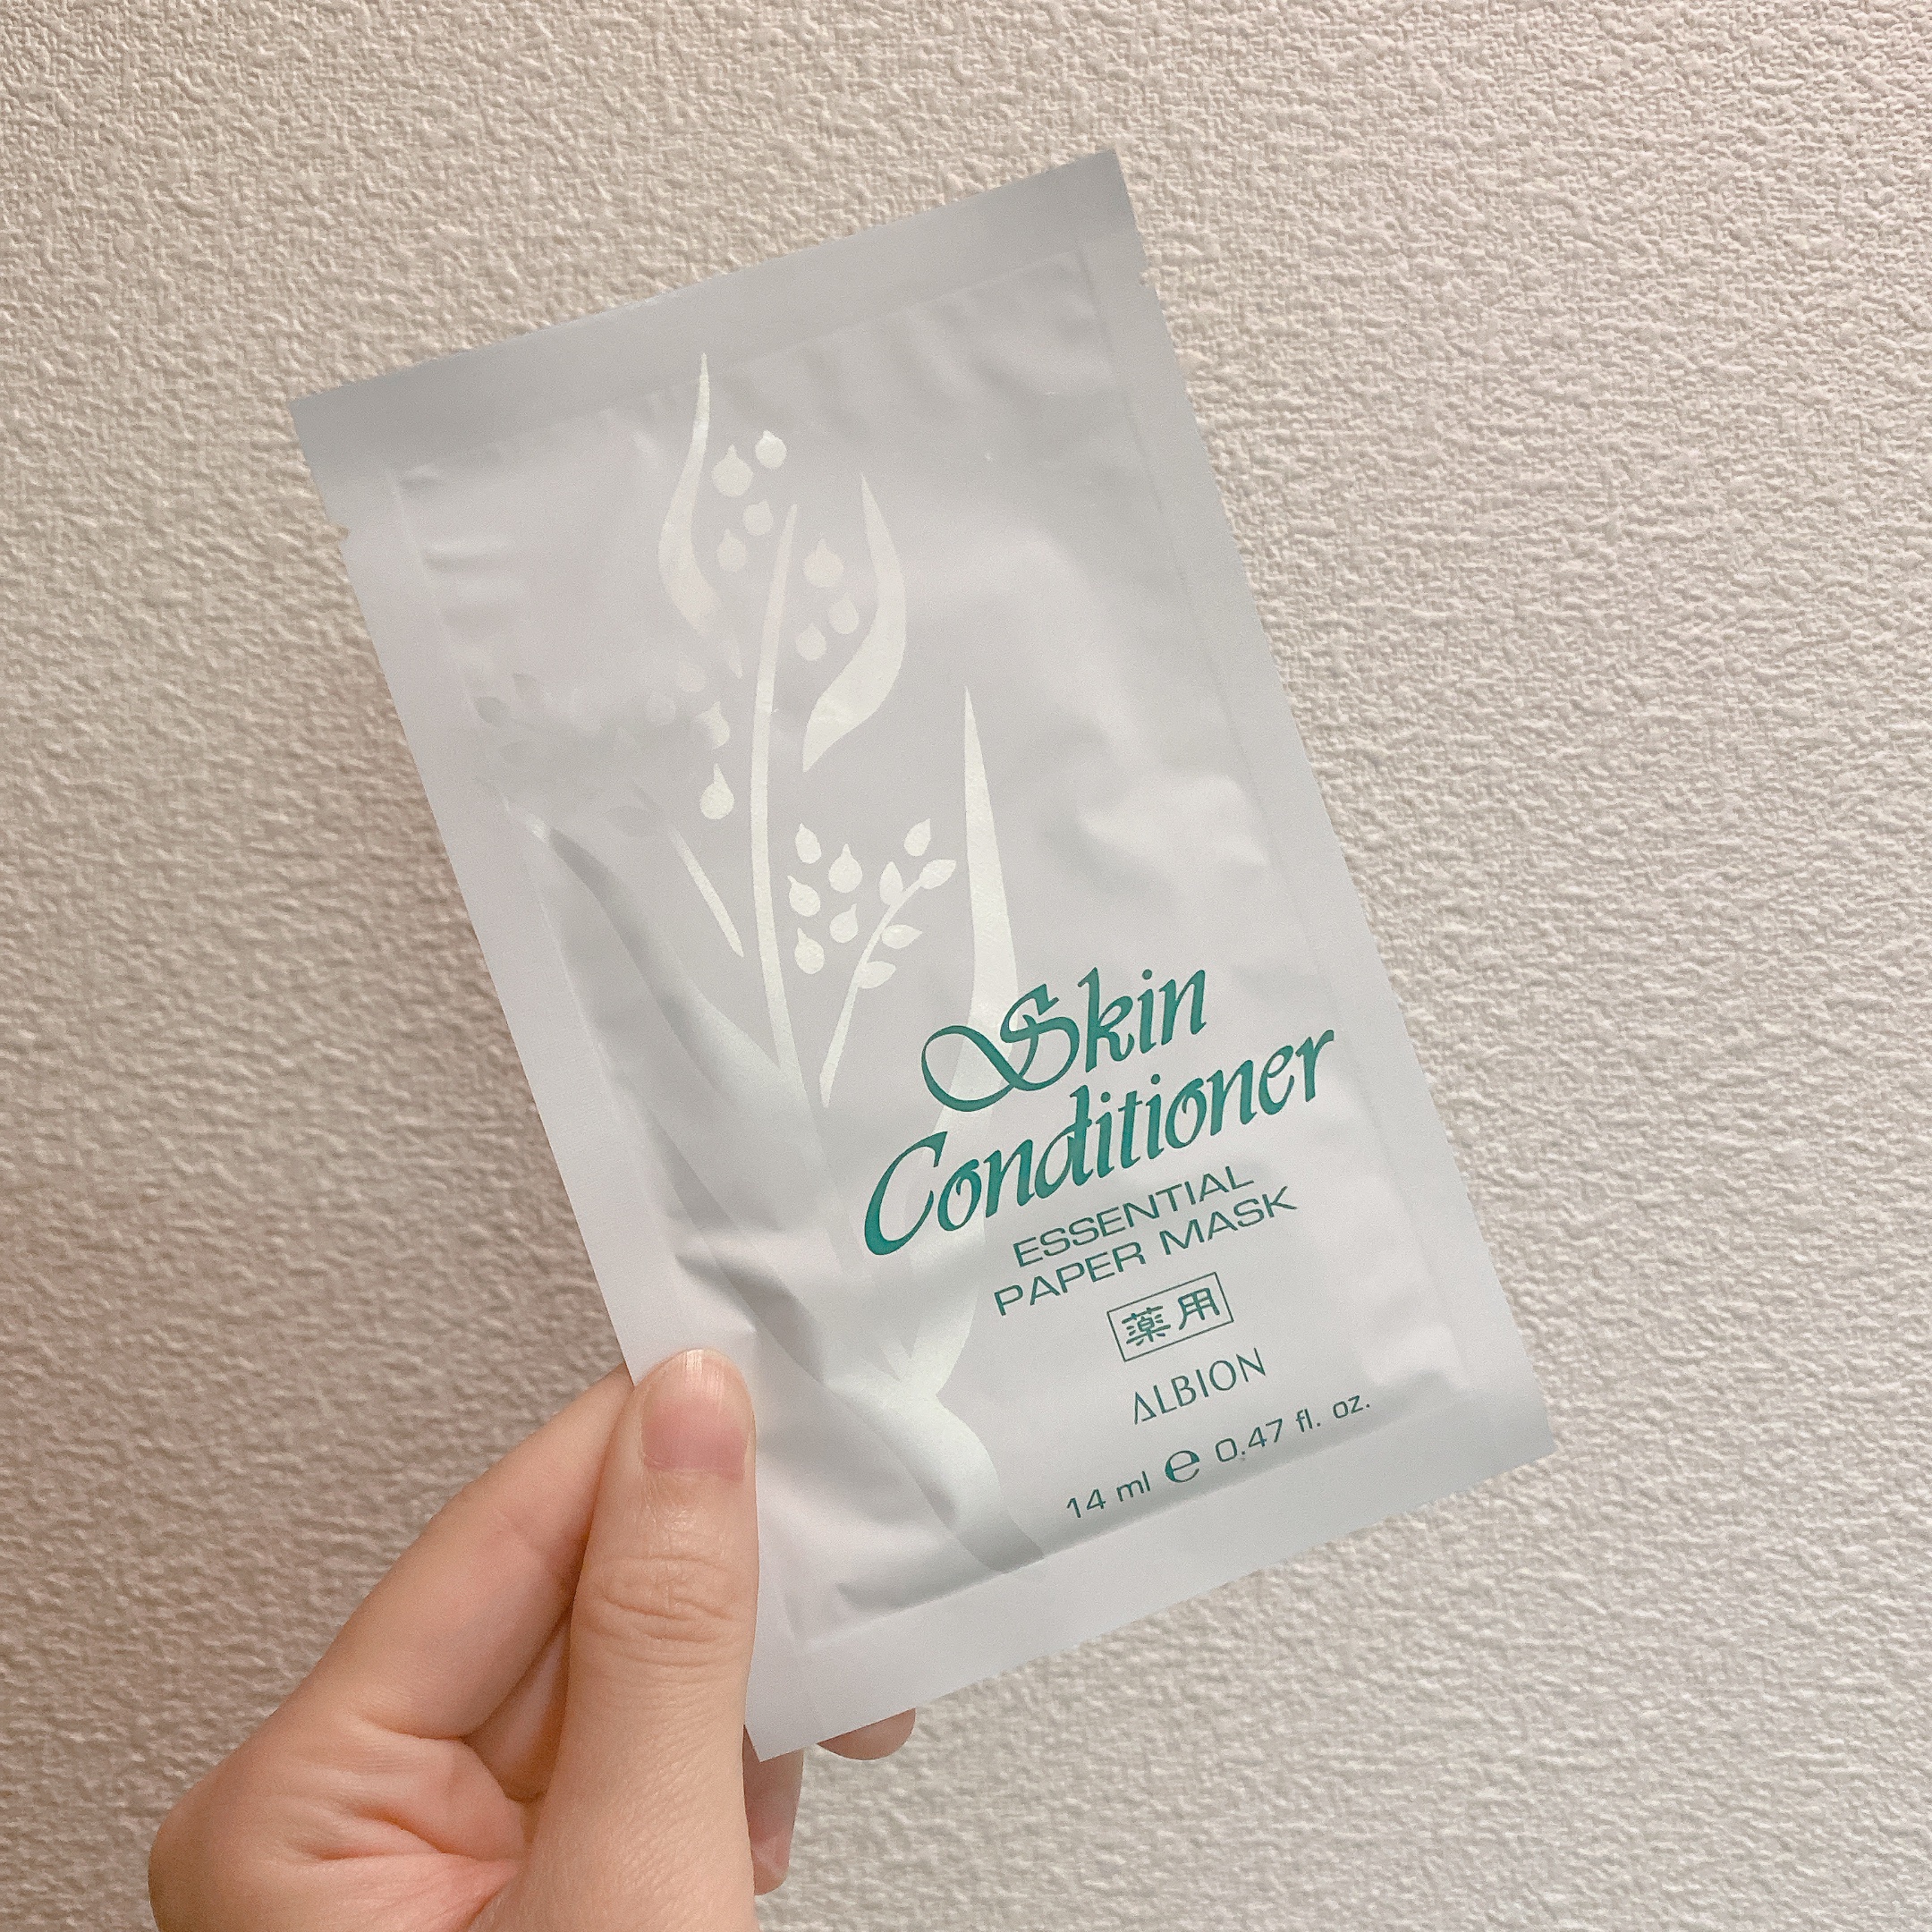 Skin
Conditioner
ESSENTIAL
PAPER MASK
薬用
ALBION
14 ml e 0.47 fl. oz.